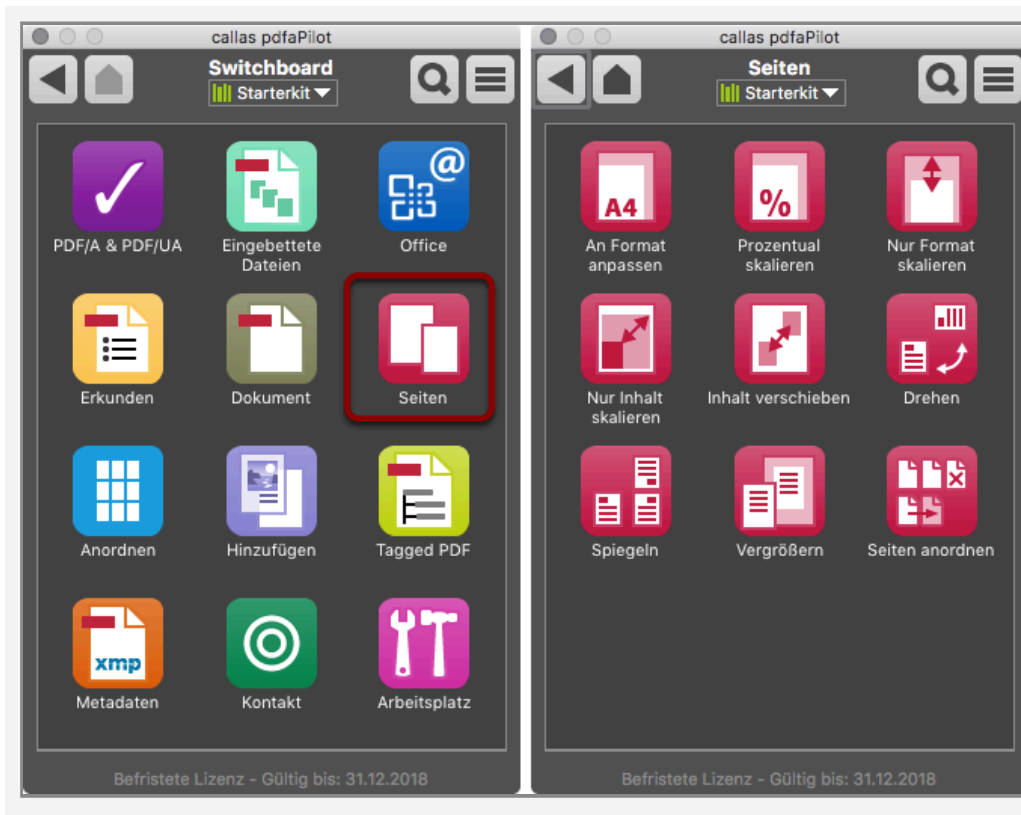 callas pdfaPilot
Switchboard
Starterkit
@
PDF/A & PDF/UA
Eingebettete
Dateien
Office
Erkunden
Dokument
Seiten
Anordnen
Hinzufügen
Tagged PDF
xmp
Metadaten
Kontakt
Arbeitsplatz
Befristete Lizenz - Gültig bis: 31.12.2018
callas pdfaPilot
Seiten
Starterkit
A4
%
An Format
anpassen
Prozentual
skalieren
Nur Format
skalieren
Nur Inhalt
skalieren
Inhalt verschieben
Drehen
Spiegeln
Vergrößern
Seiten anordnen
Befristete Lizenz - Gültig bis: 31.12.2018